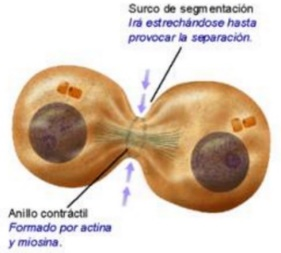 Surco de segmentación
Irá estrechándose hasta
provocar la separación.
Anillo contráctil
Formado por actina
y miosina.